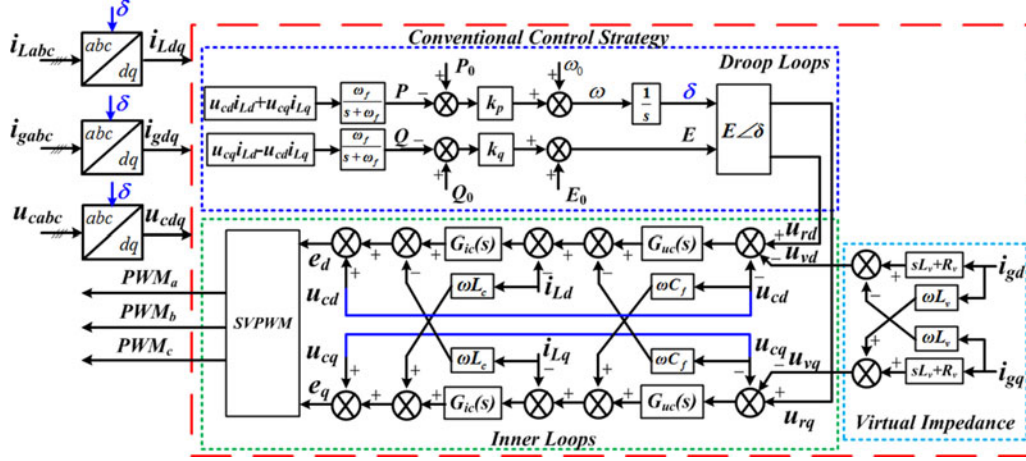 Conventional Control Strategy
Droop Loops
δ
i_Labc
abc
dq
i_Ldq
δ
i_gabc
abc
dq
i_gdq
δ
u_cabc
abc
dq
u_cdq
u_cd i_Ld+u_cq i_Lq
ω_f
s+ω_f
P
−
P_0
+
k_p
+
ω_0
+
ω
1
s
δ
E∠δ
u_cq i_Ld-u_cd i_Lq
ω_f
s+ω_f
Q
−
+
Q_0
k_q
+
+
E_0
E
PWM_a
PWM_b
PWM_c
SVPWM
e_d
+
+
+
G_ic(s)
+
+
+
G_uc(s)
+
u_rd
−
u_vd
−
−
−
−
u_cd
ωL_c
i_Ld
ωC_f
u_cd
u_cq
ωL_c
i_Lq
ωC_f
u_cq
u_vq
+
+
−
+
−
−
e_q
+
+
G_ic(s)
+
+
G_uc(s)
+
u_rq
Inner Loops
+
sL_v+R_v
i_gd
−
ωL_v
+
ωL_v
+
sL_v+R_v
i_gq
Virtual Impedance